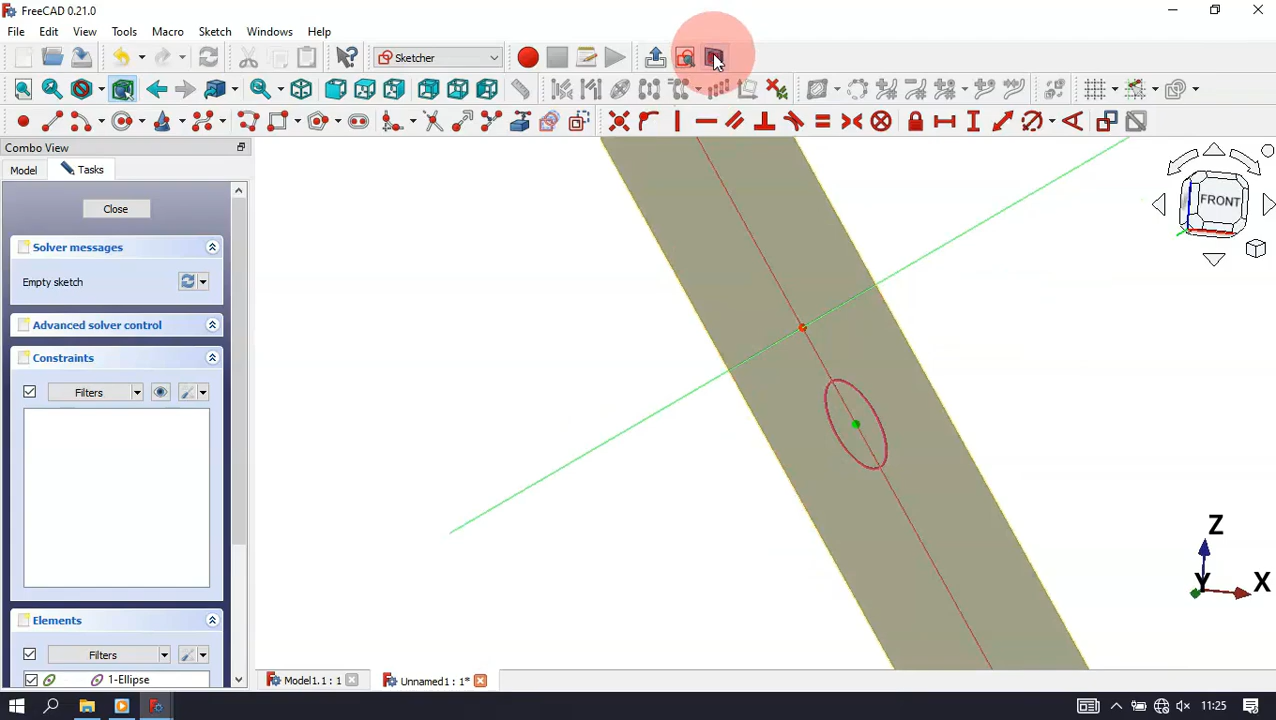 FreeCAD 0.21.0
File Edit View Tools Macro Sketch Windows Help
Sketcher
Combo View
Model Tasks
Close
Solver messages
Empty sketch
Advanced solver control
Constraints
Filters
Elements
Filters
1-Ellipse
FRONT
Z
Y X
Model1.1 : 1 Unnamed1 : 1*
11:25